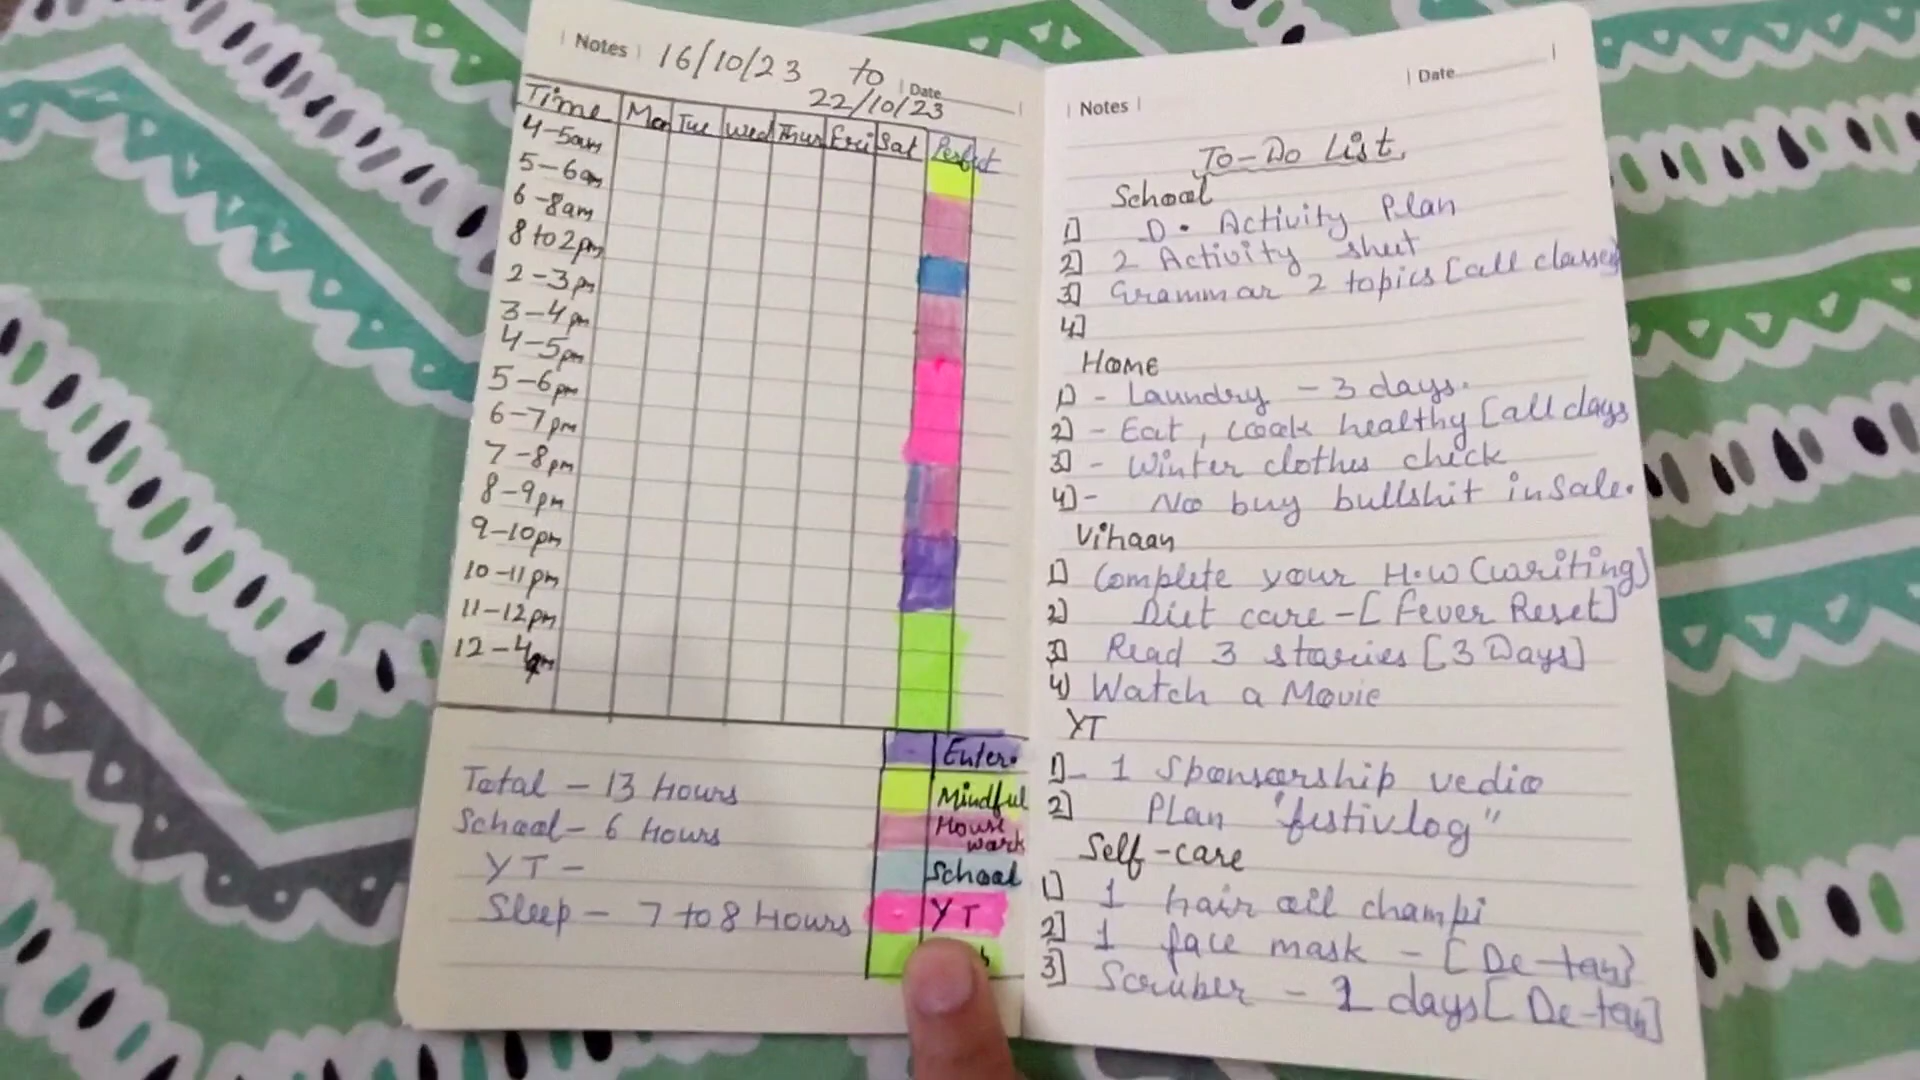 Notes 16/10/23 to Date
22/10/23
Time Mon Tue Wed Thur Fri Sat Perfect
4-5am
5-6am
6-8am
8 to 2pm
2-3pm
3-4pm
4-5pm
5-6pm
6-7pm
7-8pm
8-9pm
9-10pm
10-11pm
11-12pm
12-4am
Enter.
Mindful
House
work
School
YT
Total - 13 Hours
School - 6 Hours
YT -
Sleep - 7 to 8 Hours
Notes Date
To-Do List.
School
1] D. Activity Plan
2] 2 Activity sheet
3] Grammar 2 topics [all classes]
4]
Home
1) - Laundry - 3 days.
2) - Eat, cook healthy [all days
3) - Winter clothes check
4) - No buy bullshit in Sale.
Vihaan
1) Complete your H.W (writing)
2) Diet care - [Fever Reset]
3) Read 3 stories [3 Days]
4) Watch a Movie
YT
1)- 1 Sponsorship vedio
2] Plan "festivlog"
Self-care
1] 1 hair oil champi
2] 1 face mask - [De-tan]
3] Scruber - 2 days [De-tan]